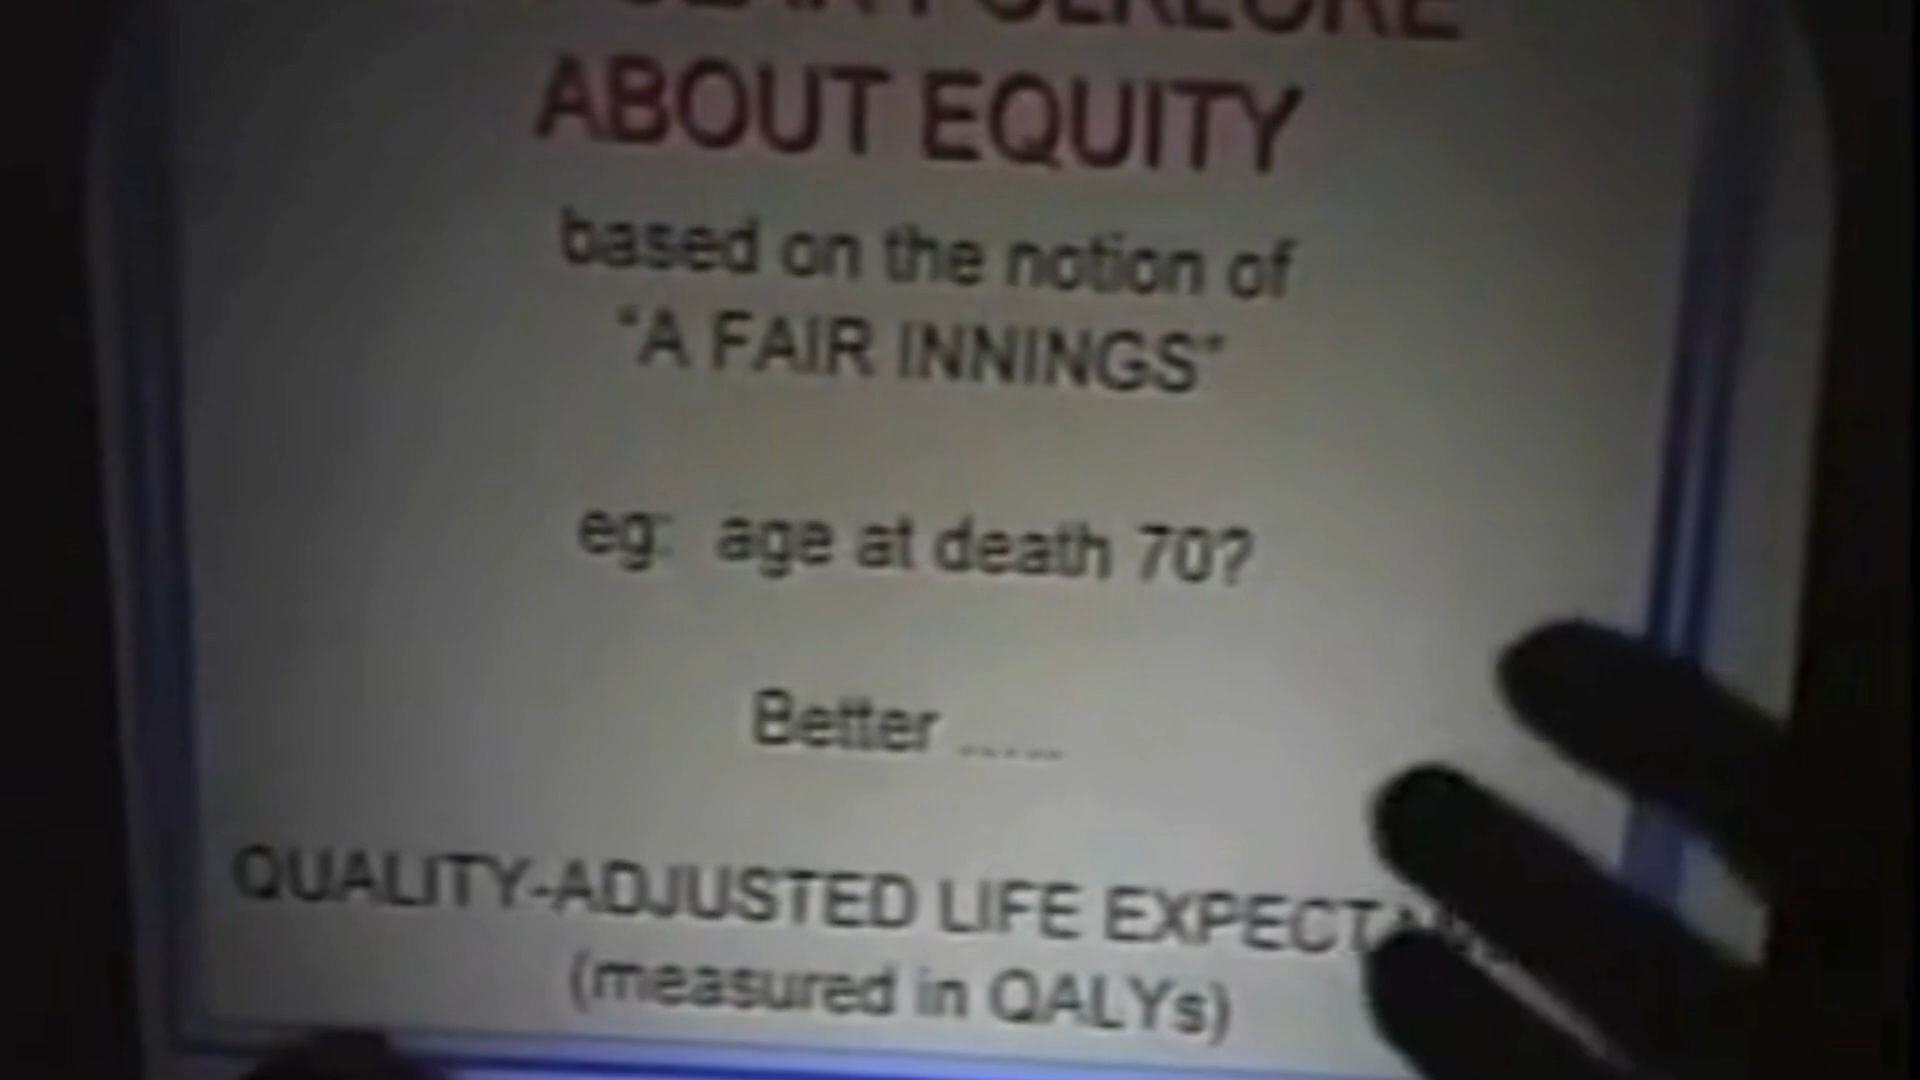 FOLKLORE
ABOUT EQUITY
based on the notion of
"A FAIR INNINGS"
eg: age at death 70?
Better .....
QUALITY-ADJUSTED LIFE
(measured in QALYs)